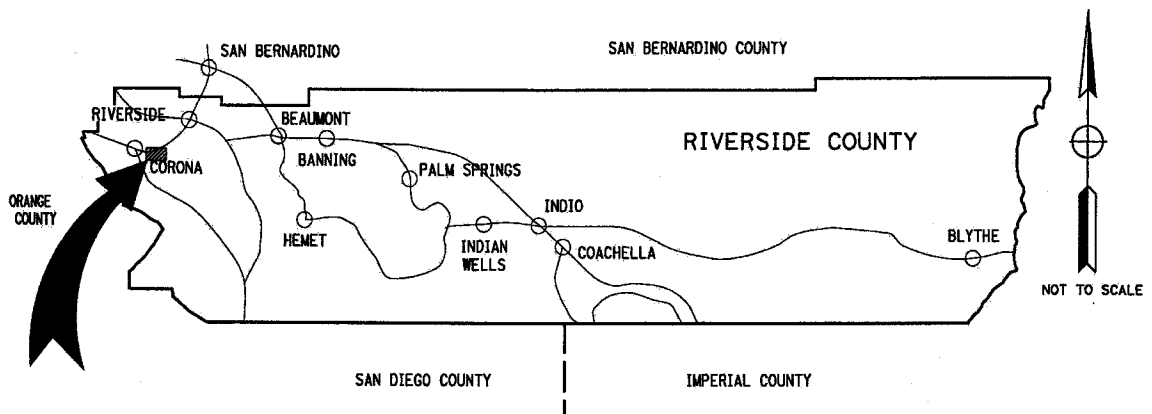 SAN BERNARDINO
SAN BERNARDINO COUNTY
RIVERSIDE
BEAUMONT
RIVERSIDE COUNTY
BANNING
CORONA
PALM SPRINGS
ORANGE
COUNTY
INDIO
HEMET
INDIAN
WELLS
COACHELLA
BLYTHE
NOT TO SCALE
SAN DIEGO COUNTY
IMPERIAL COUNTY